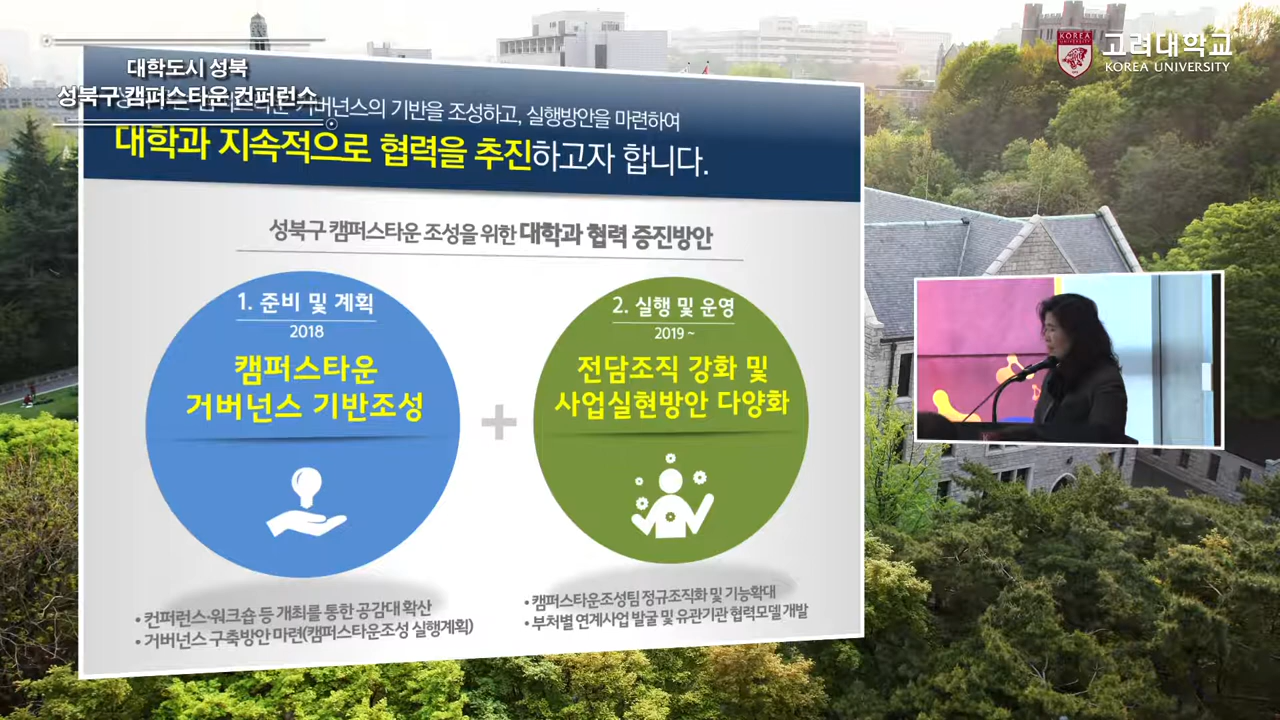 대학도시 성북
성북구 캠퍼스타운 컨퍼런스
KOREA
고려대학교
KOREA UNIVERSITY
거버넌스의 기반을 조성하고, 실행방안을 마련하여
대학과 지속적으로 협력을 추진하고자 합니다.
성북구 캠퍼스타운 조성을 위한 대학과 협력 증진방안
1. 준비 및 계획
2018
캠퍼스타운
거버넌스 기반조성
• 컨퍼런스·워크숍 등 개최를 통한 공감대 확산
• 거버넌스 구축방안 마련(캠퍼스타운조성 실행계획)
+
2. 실행 및 운영
2019 ~
전담조직 강화 및
사업실현방안 다양화
• 캠퍼스타운조성팀 정규조직화 및 기능확대
• 부처별 연계사업 발굴 및 유관기관 협력모델 개발